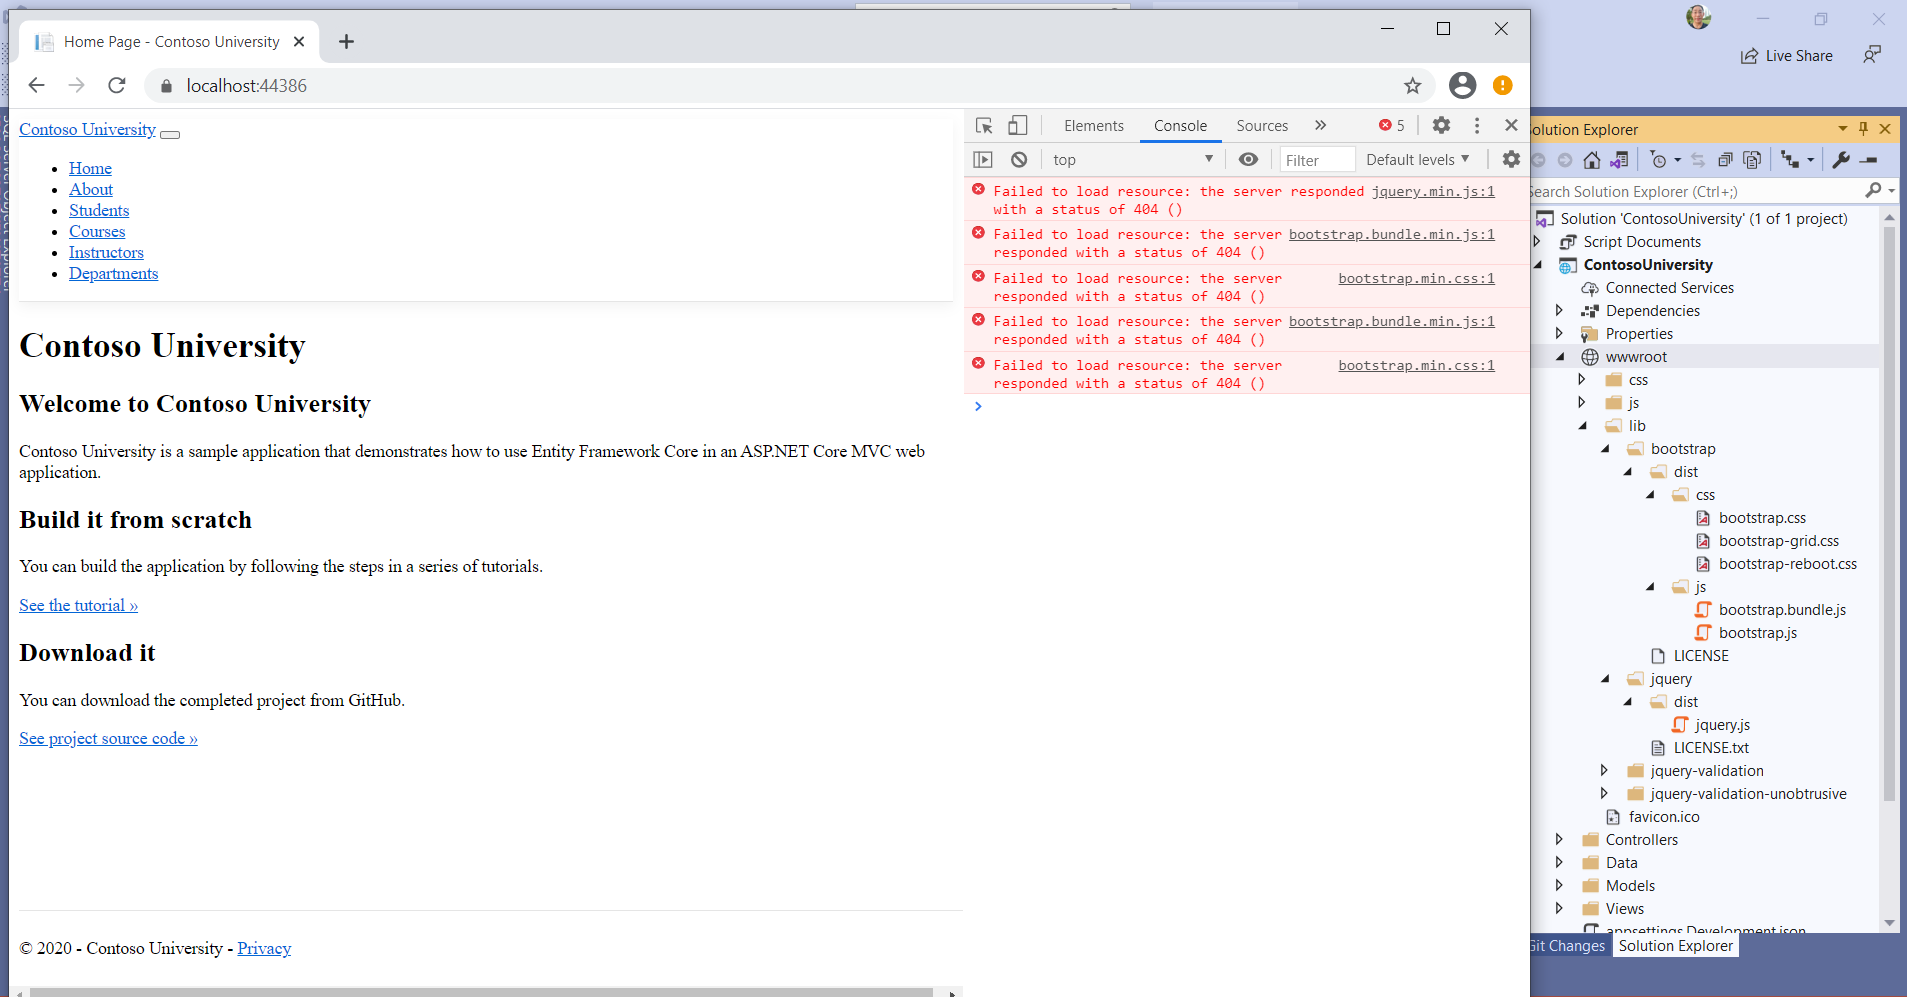 Home Page - Contoso University
localhost:44386
Live Share
Contoso University
Home
About
Students
Courses
Instructors
Departments
Contoso University
Welcome to Contoso University
Contoso University is a sample application that demonstrates how to use Entity Framework Core in an ASP.NET Core MVC web
application.
Build it from scratch
You can build the application by following the steps in a series of tutorials.
See the tutorial »
Download it
You can download the completed project from GitHub.
See project source code »
© 2020 - Contoso University - Privacy
Elements Console Sources » 5
top Filter Default levels
Failed to load resource: the server responded jquery.min.js:1
with a status of 404 ()
Failed to load resource: the server bootstrap.bundle.min.js:1
responded with a status of 404 ()
Failed to load resource: the server bootstrap.min.css:1
responded with a status of 404 ()
Failed to load resource: the server bootstrap.bundle.min.js:1
responded with a status of 404 ()
Failed to load resource: the server bootstrap.min.css:1
responded with a status of 404 ()
Solution Explorer
Search Solution Explorer (Ctrl+;)
Solution 'ContosoUniversity' (1 of 1 project)
Script Documents
ContosoUniversity
Connected Services
Dependencies
Properties
wwwroot
css
js
lib
bootstrap
dist
css
bootstrap.css
bootstrap-grid.css
bootstrap-reboot.css
js
bootstrap.bundle.js
bootstrap.js
LICENSE
jquery
dist
jquery.js
LICENSE.txt
jquery-validation
jquery-validation-unobtrusive
favicon.ico
Controllers
Data
Models
Views
appsettings.Development.json
Git Changes Solution Explorer